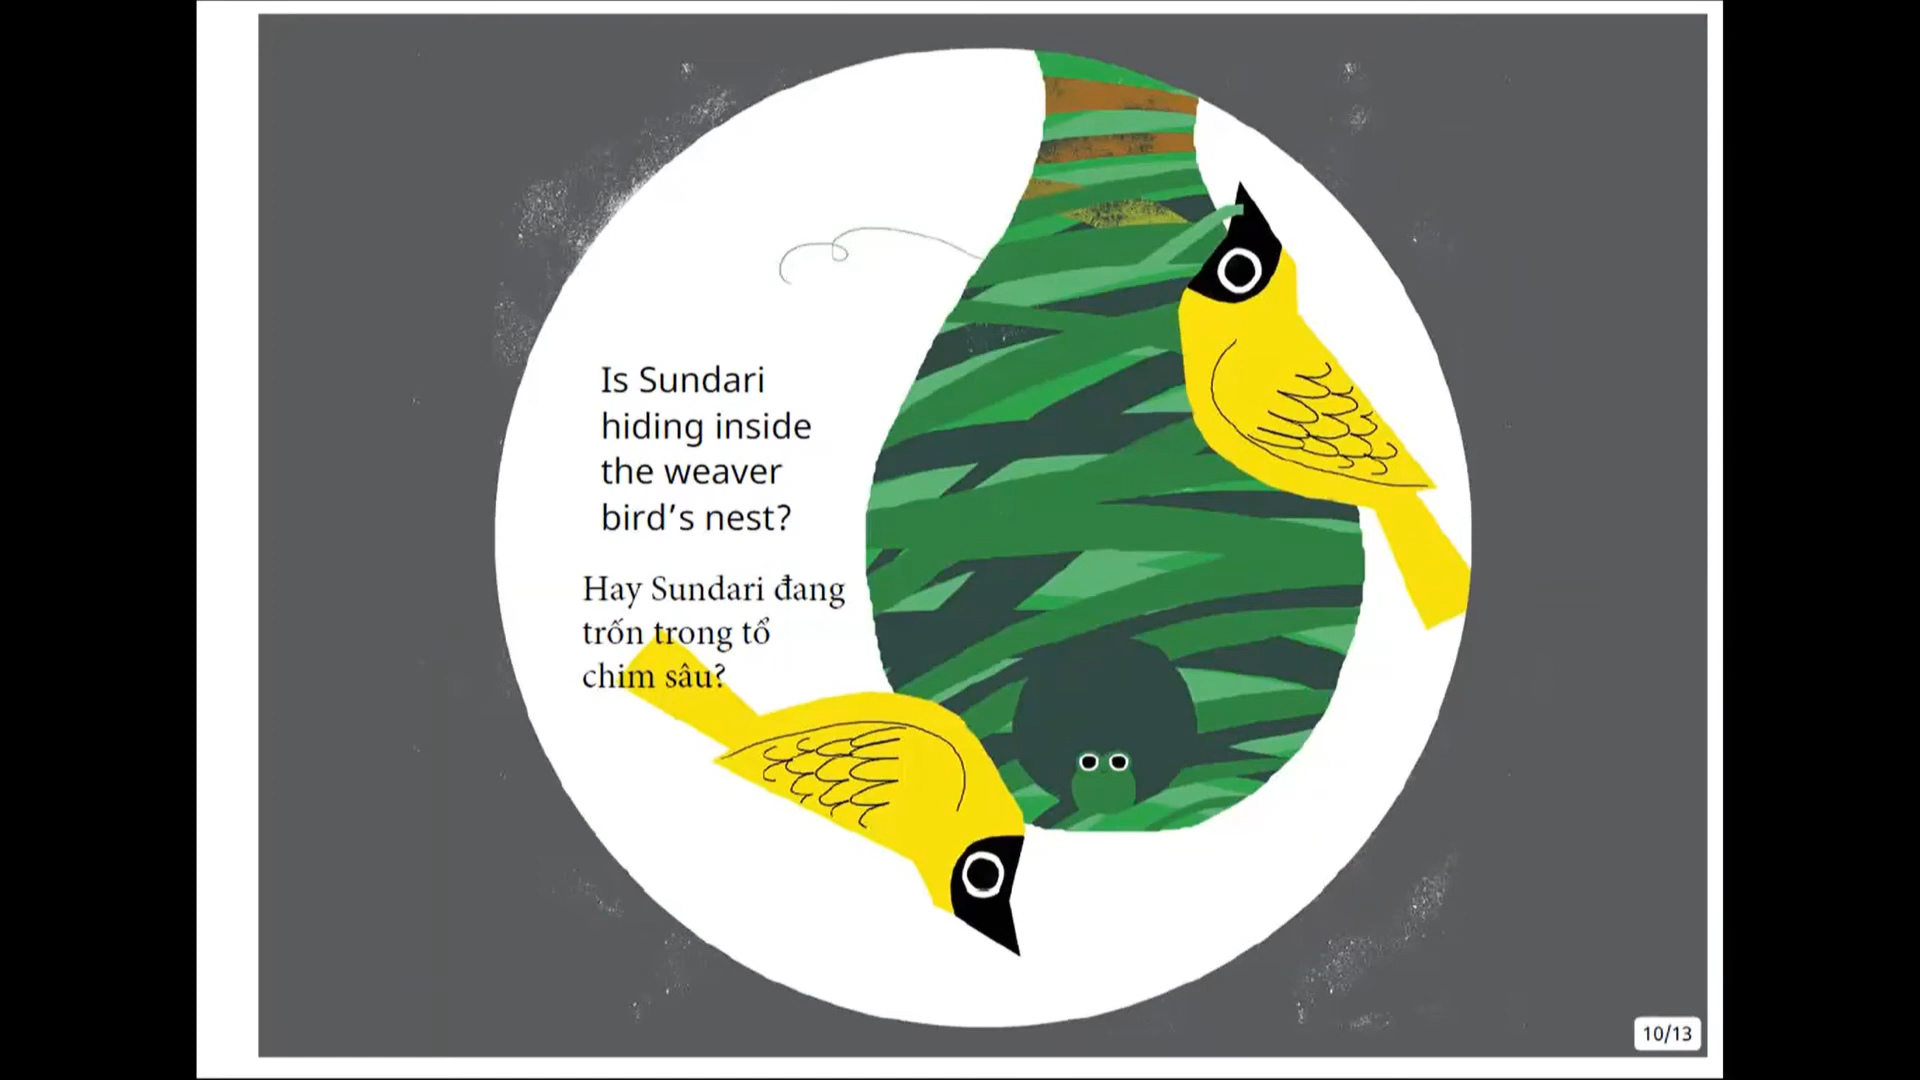 Is Sundari
hiding inside
the weaver
bird’s nest?
Hay Sundari đang
trốn trong tổ
chim sâu?
10/13